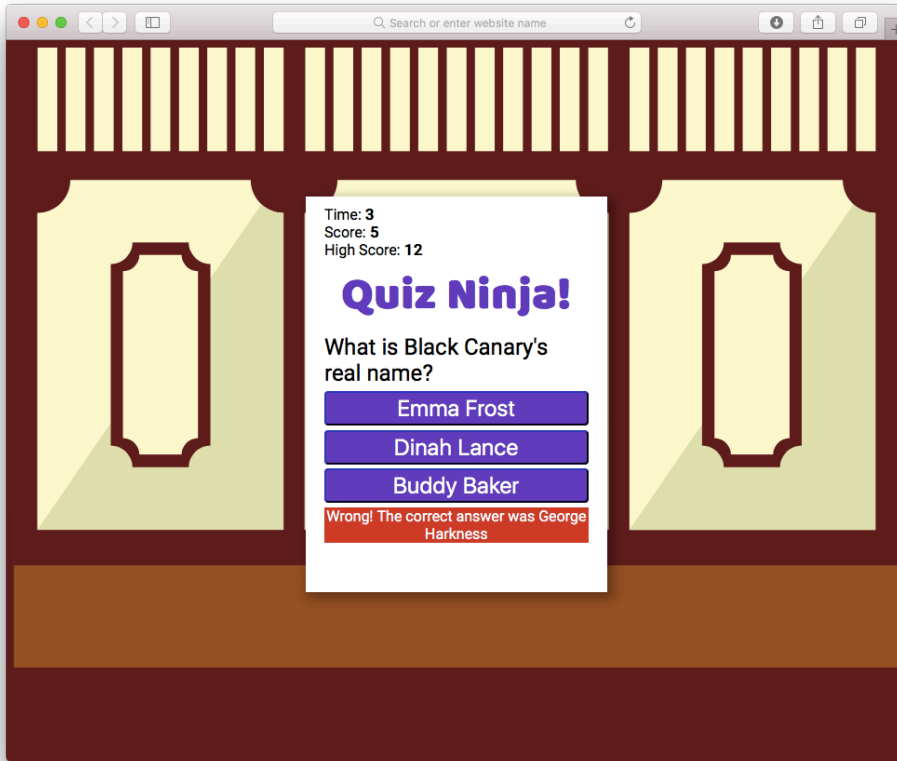 Search or enter website name
Time: 3
Score: 5
High Score: 12
Quiz Ninja!
What is Black Canary's
real name?
Emma Frost
Dinah Lance
Buddy Baker
Wrong! The correct answer was George
Harkness